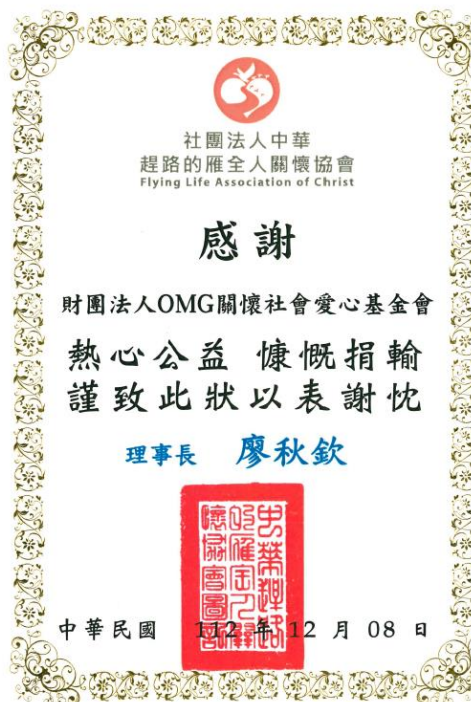 社團法人中華
趕路的雁全人關懷協會
Flying Life Association of Christ
感謝
財團法人OMG關懷社會愛心基金會
熱心公益 慷慨捐輸
謹致此狀以表謝忱
理事長 廖秋欽
中華民國 112 年 12 月 08 日